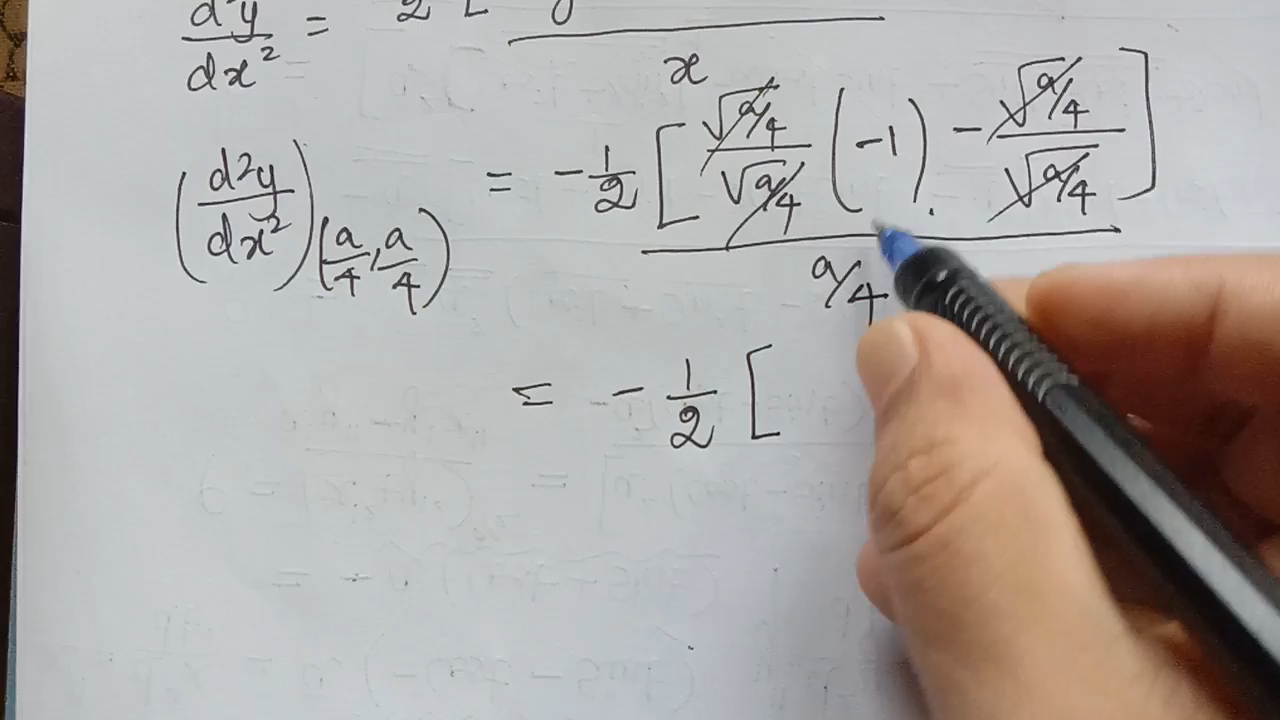 d²y/dx² = 2 [ / x
(d²y/dx²)(a/4, a/4) = -1/2 [ √a/4 / √a/4 (-1) - √a/4 / √a/4 ] / a/4
= -1/2 [